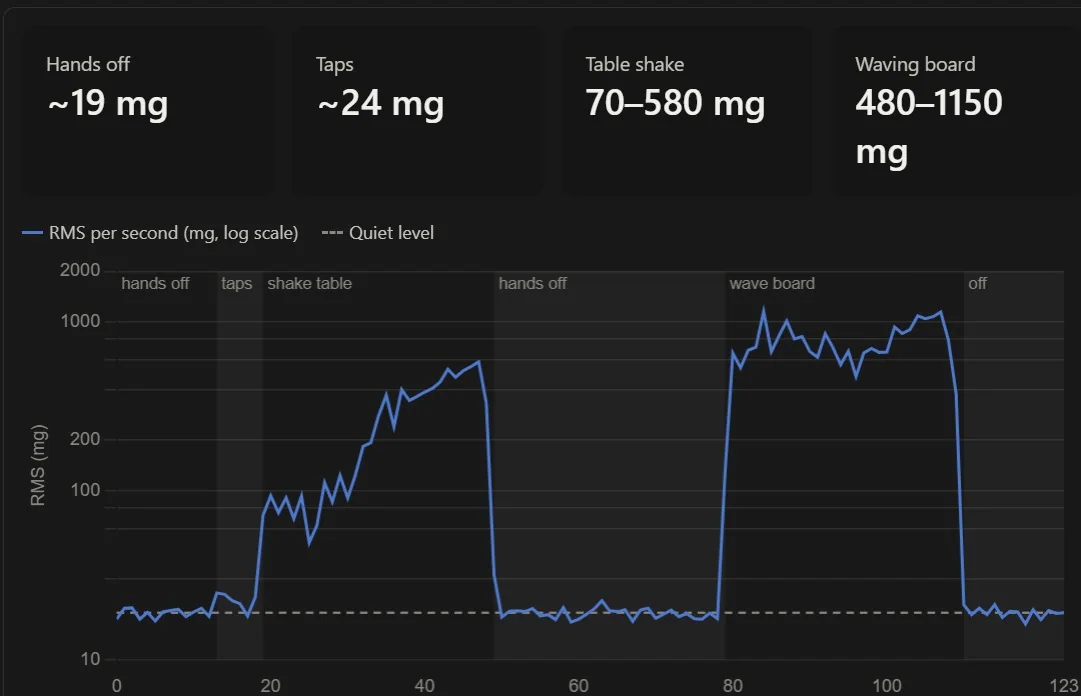 Hands off
~19 mg
Taps
~24 mg
Table shake
70–580 mg
Waving board
480–1150
mg
RMS per second (mg, log scale)
Quiet level
2000
1000
200
100
10
RMS (mg)
hands off
taps
shake table
hands off
wave board
off
0
20
40
60
80
100
123